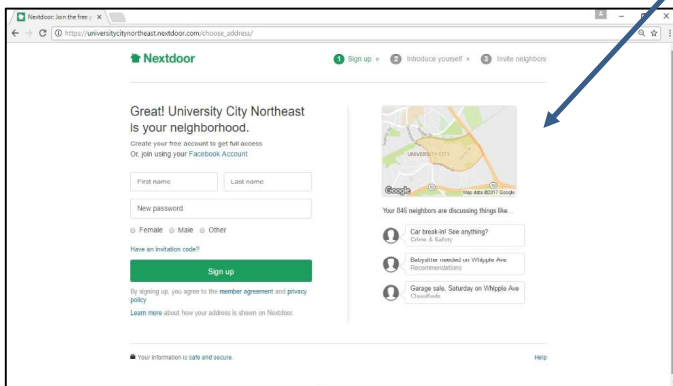 Nextdoor: Join the free
https://universitycitynortheast.nextdoor.com/choose_address/
Nextdoor
1 Sign up
2 Introduce yourself
3 Invite neighbors
Great! University City Northeast
is your neighborhood.
Create your free account to get full access
Or, join using your Facebook Account
First name
Last name
New password
Female
Male
Other
Have an invitation code?
Sign up
By signing up, you agree to the member agreement and privacy
policy
Learn more about how your address is shown on Nextdoor.
UNIVERSITY CITY
Google
Map data ©2017 Google
Your 845 neighbors are discussing things like...
Car break-in! See anything?
Crime & Safety
Babysitter needed on Whipple Ave
Recommendations
Garage sale, Saturday on Whipple Ave
Classifieds
Your information is safe and secure.
Help